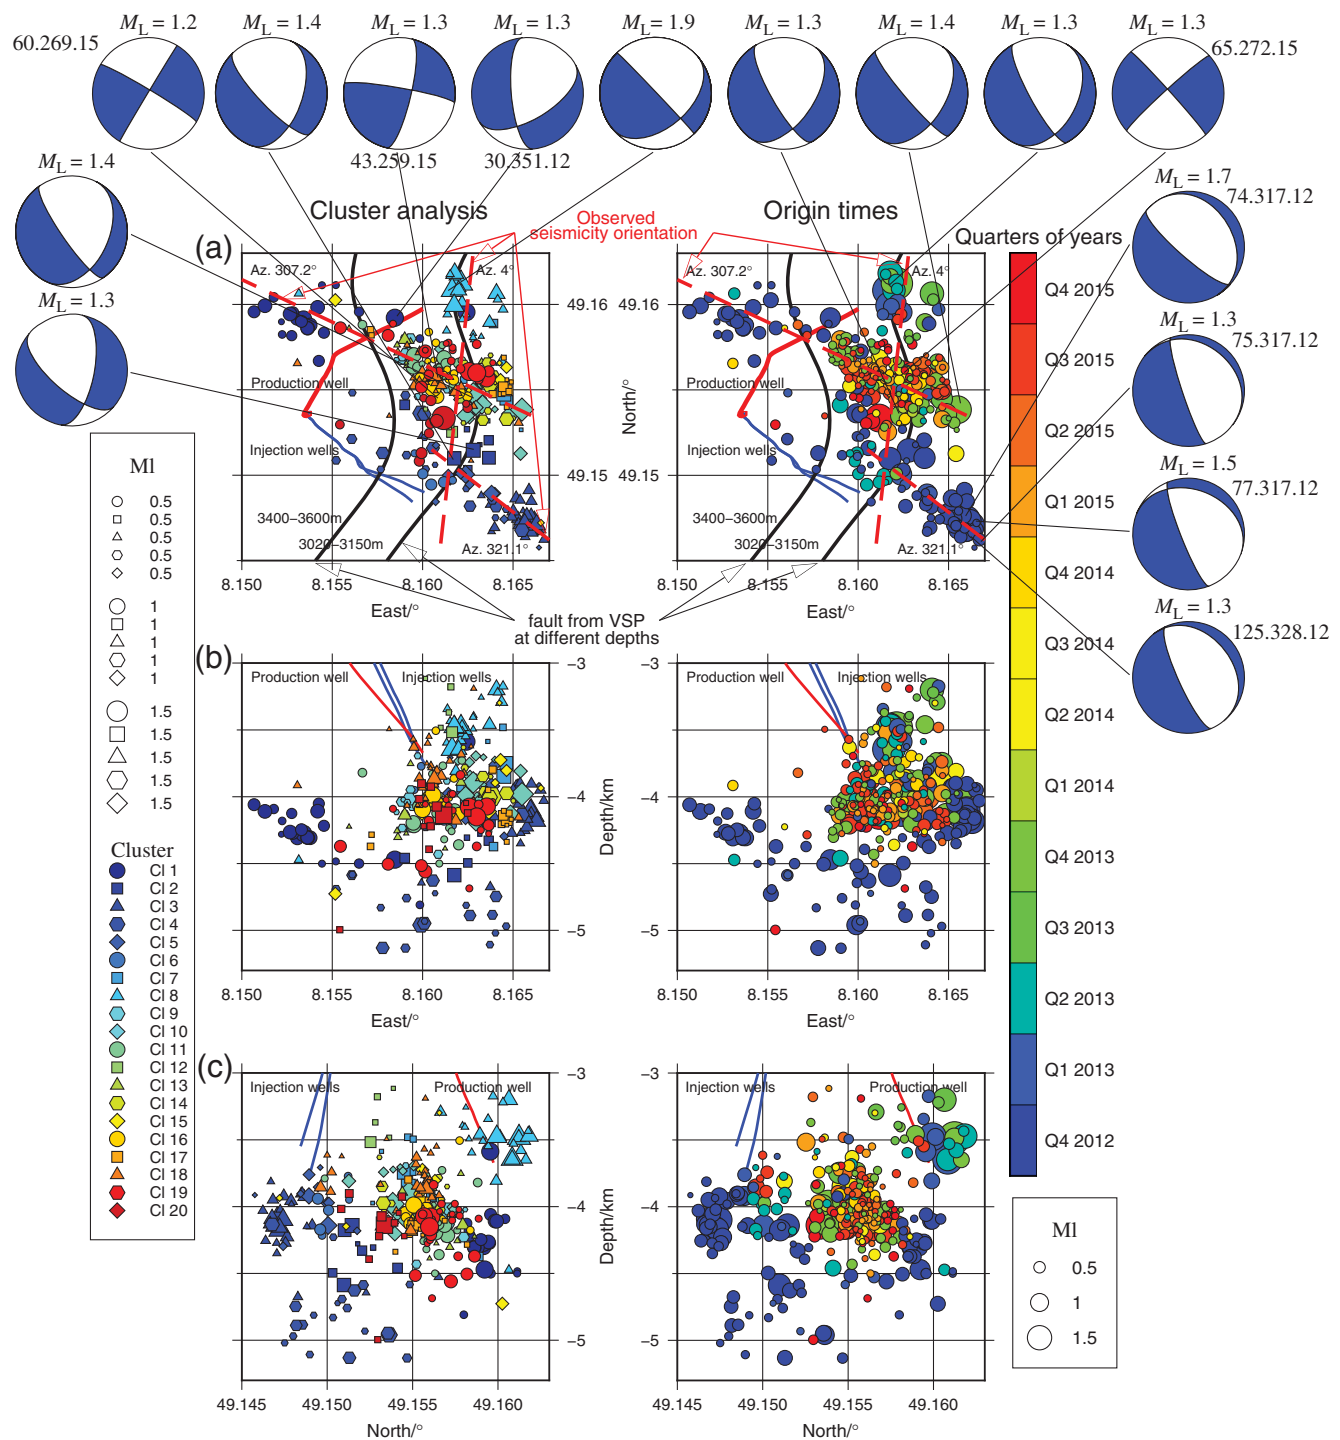 M_L = 1.2
M_L = 1.4
M_L = 1.3
M_L = 1.3
M_L = 1.9
M_L = 1.3
M_L = 1.4
M_L = 1.3
M_L = 1.3
60.269.15
65.272.15
43.259.15
30.351.12
M_L = 1.4
M_L = 1.3
M_L = 1.7
74.317.12
M_L = 1.3
75.317.12
M_L = 1.5
77.317.12
M_L = 1.3
125.328.12
Cluster analysis
Origin times
Observed
seismicity orientation
Quarters of years
(a)
Az. 307.2°
Az. 4°
Production well
Injection wells
3400–3600m
3020–3150m
Az. 321.1°
49.16
49.15
8.150
8.155
8.160
8.165
East/°
North/°
Az. 307.2°
Az. 4°
Production well
Injection wells
3400–3600m
3020–3150m
Az. 321.1°
49.16
49.15
8.150
8.155
8.160
8.165
East/°
fault from VSP
at different depths
(b)
Production well
Injection wells
–3
–4
–5
Depth/km
8.150
8.155
8.160
8.165
East/°
Production well
Injection wells
–3
–4
–5
8.150
8.155
8.160
8.165
East/°
(c)
Injection wells
Production well
–3
–4
–5
Depth/km
49.145
49.150
49.155
49.160
North/°
Injection wells
Production well
–3
–4
–5
49.145
49.150
49.155
49.160
North/°
Ml
0.5
0.5
0.5
0.5
0.5
1
1
1
1
1
1.5
1.5
1.5
1.5
1.5
Cluster
Cl 1
Cl 2
Cl 3
Cl 4
Cl 5
Cl 6
Cl 7
Cl 8
Cl 9
Cl 10
Cl 11
Cl 12
Cl 13
Cl 14
Cl 15
Cl 16
Cl 17
Cl 18
Cl 19
Cl 20
Q4 2015
Q3 2015
Q2 2015
Q1 2015
Q4 2014
Q3 2014
Q2 2014
Q1 2014
Q4 2013
Q3 2013
Q2 2013
Q1 2013
Q4 2012
Ml
0.5
1
1.5